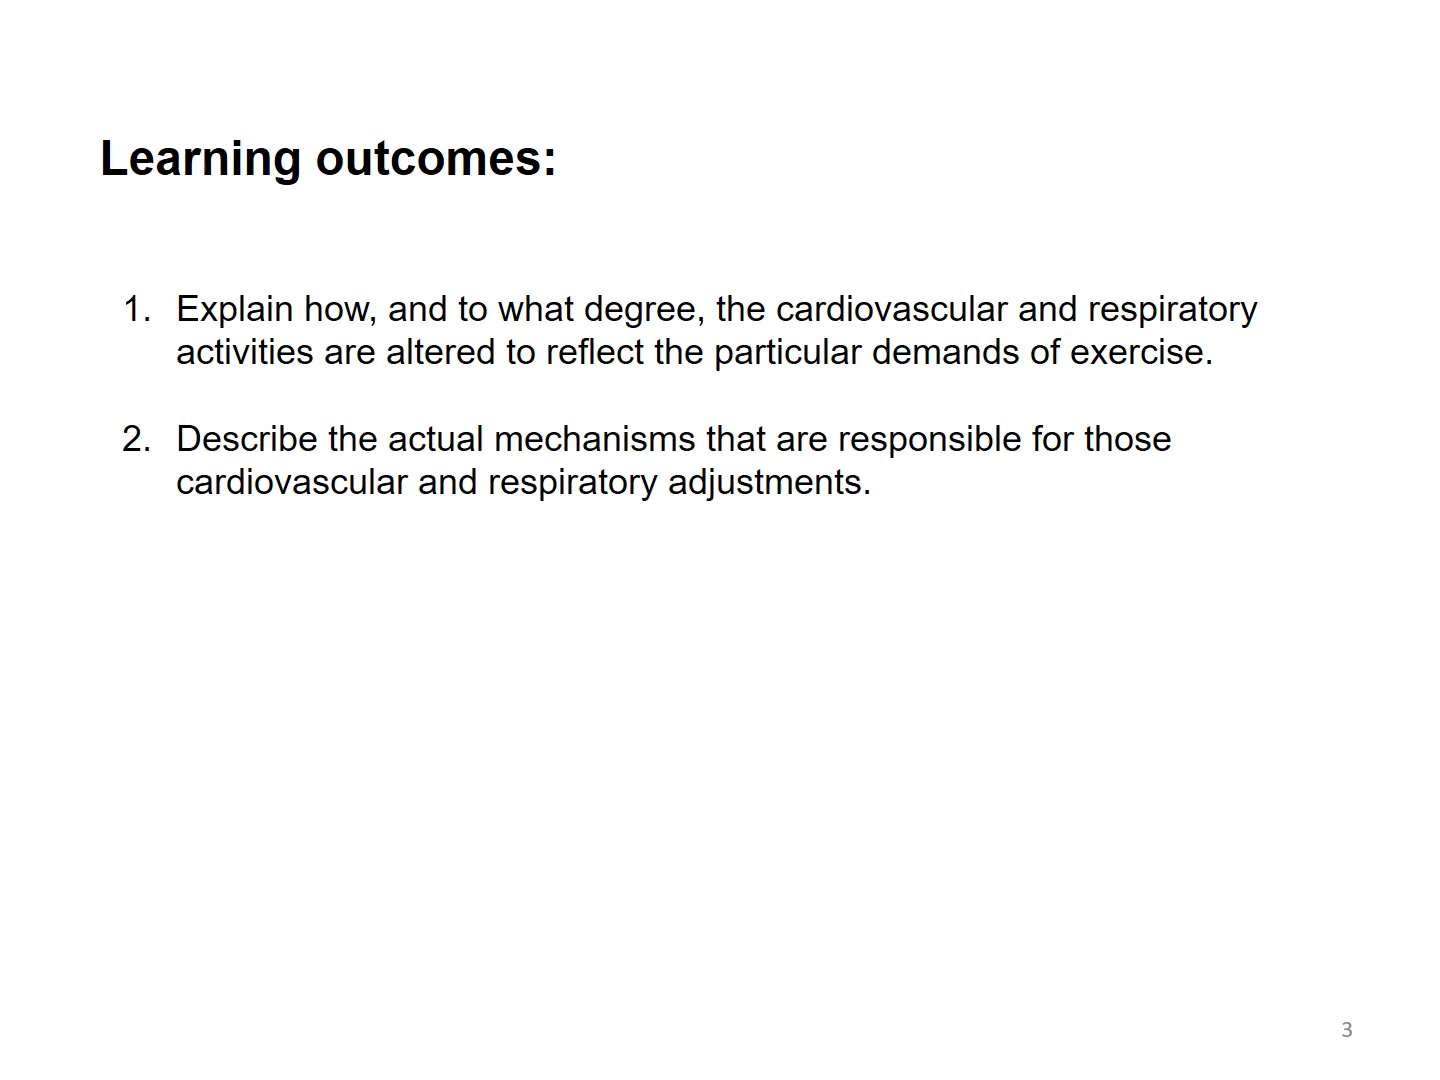 Learning outcomes:
1. Explain how, and to what degree, the cardiovascular and respiratory
activities are altered to reflect the particular demands of exercise.
2. Describe the actual mechanisms that are responsible for those
cardiovascular and respiratory adjustments.
3